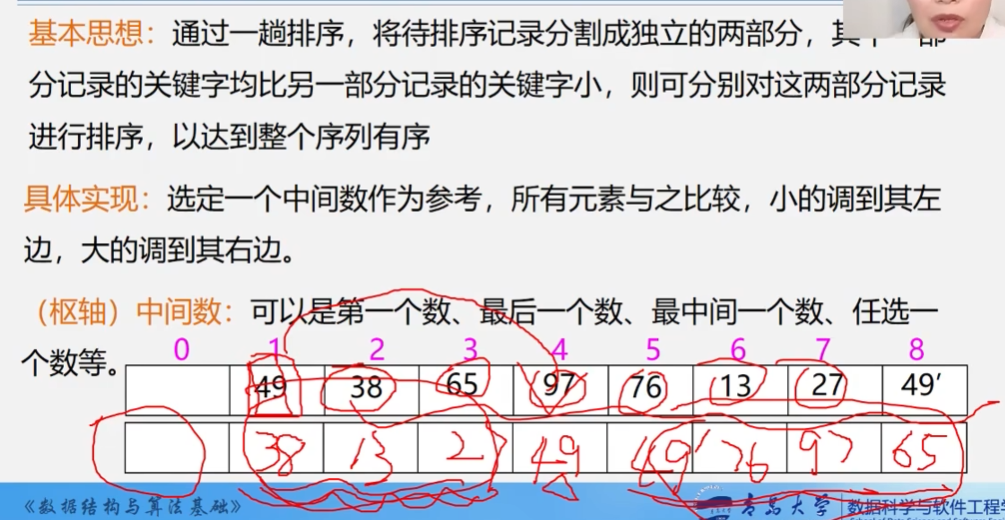 基本思想：通过一趟排序，将待排序记录分割成独立的两部分，其中一部
分记录的关键字均比另一部分记录的关键字小，则可分别对这两部分记录
进行排序，以达到整个序列有序
具体实现：选定一个中间数作为参考，所有元素与之比较，小的调到其左
边，大的调到其右边。
（枢轴）中间数：可以是第一个数、最后一个数、最中间一个数、任选一
个数等。
0 1 2 3 4 5 6 7 8
49 38 65 97 76 13 27 49′
38 13 27 49 49′ 76 97 65
《数据结构与算法基础》 青岛大学 数据科学与软件工程学